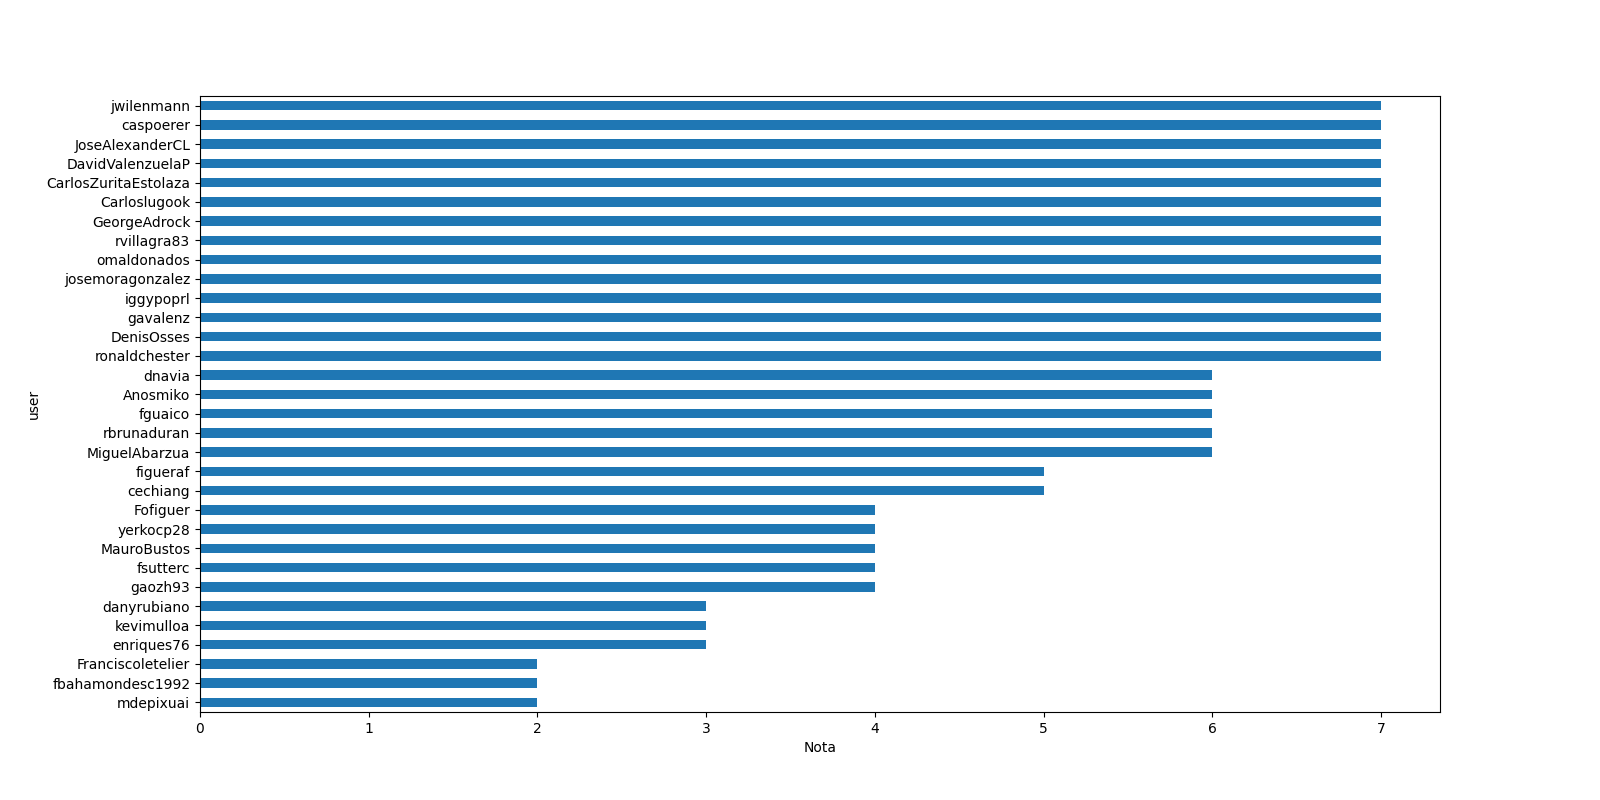 jwilenmann
caspoerer
JoseAlexanderCL
DavidValenzuelaP
CarlosZuritaEstolaza
Carloslugook
GeorgeAdrock
rvillagra83
omaldonados
josemoragonzalez
iggypoprl
gavalenz
DenisOsses
ronaldchester
dnavia
Anosmiko
fguaico
rbrunaduran
MiguelAbarzua
figueraf
cechiang
Fofiguer
yerkocp28
MauroBustos
fsutterc
gaozh93
danyrubiano
kevimulloa
enriques76
Franciscoletelier
fbahamondesc1992
mdepixuai
user
0 1 2 3 4 5 6 7
Nota